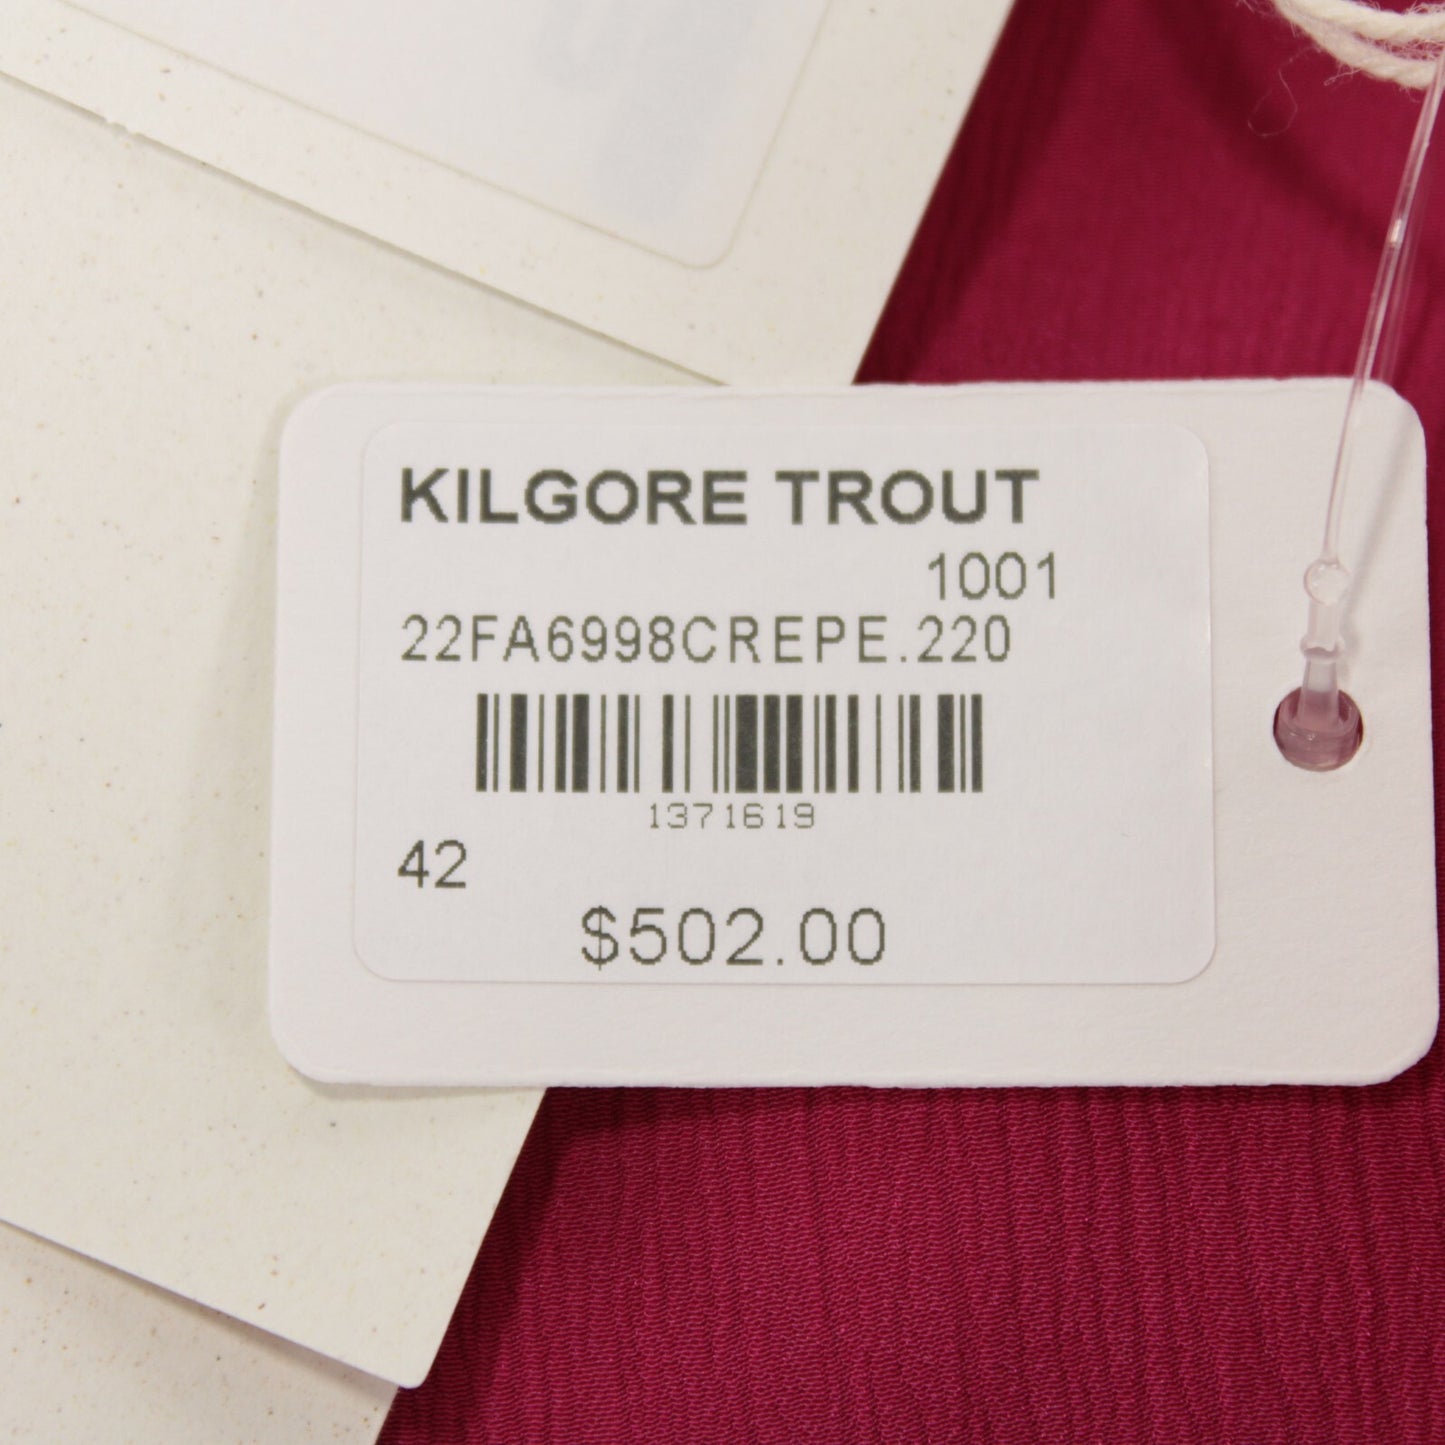 KILGORE TROUT
1001
22FA6998CREPE.220
1371619
42
$502.00